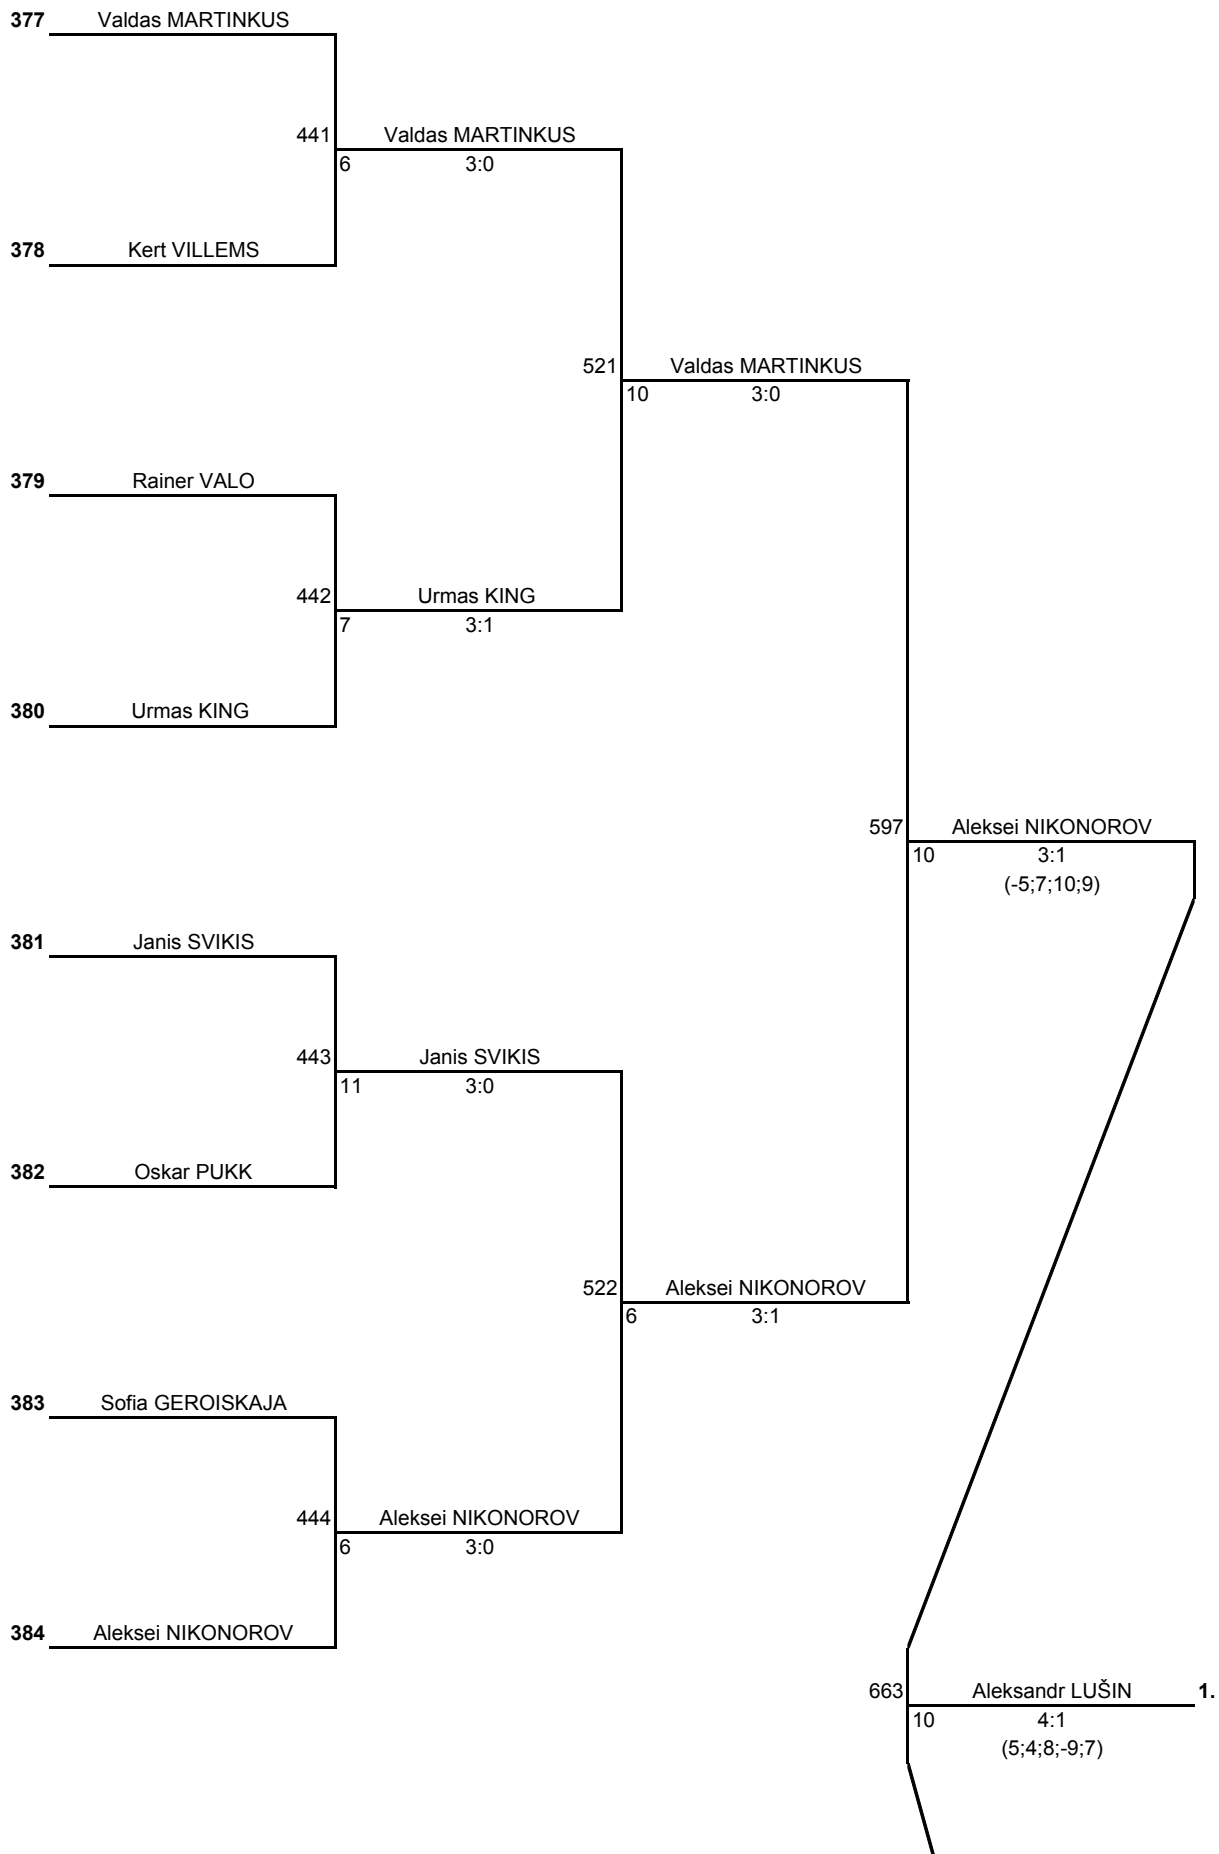 377 Valdas MARTINKUS
441 Valdas MARTINKUS
6 3:0
378 Kert VILLEMS
521 Valdas MARTINKUS
10 3:0
379 Rainer VALO
442 Urmas KING
7 3:1
380 Urmas KING
597 Aleksei NIKONOROV
10 3:1
(-5;7;10;9)
381 Janis SVIKIS
443 Janis SVIKIS
11 3:0
382 Oskar PUKK
522 Aleksei NIKONOROV
6 3:1
383 Sofia GEROISKAJA
444 Aleksei NIKONOROV
6 3:0
384 Aleksei NIKONOROV
663 Aleksandr LUŠIN 1.
10 4:1
(5;4;8;-9;7)